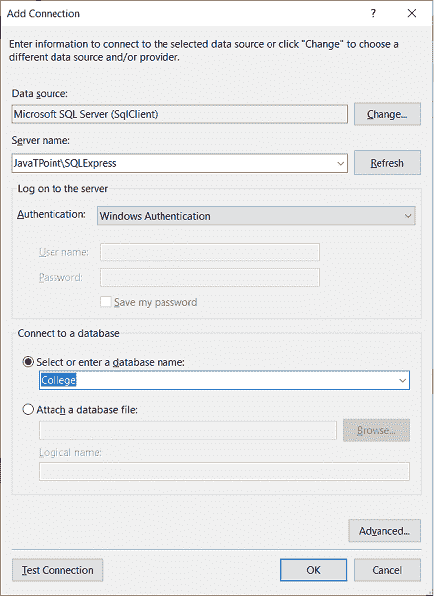 Add Connection
?
Enter information to connect to the selected data source or click "Change" to choose a
different data source and/or provider.
Data source:
Microsoft SQL Server (SqlClient)
Change...
Server name:
JavaTPoint\SQLExpress
Refresh
Log on to the server
Authentication:
Windows Authentication
User name:
Password:
Save my password
Connect to a database
Select or enter a database name:
College
Attach a database file:
Browse...
Logical name:
Advanced...
Test Connection
OK
Cancel